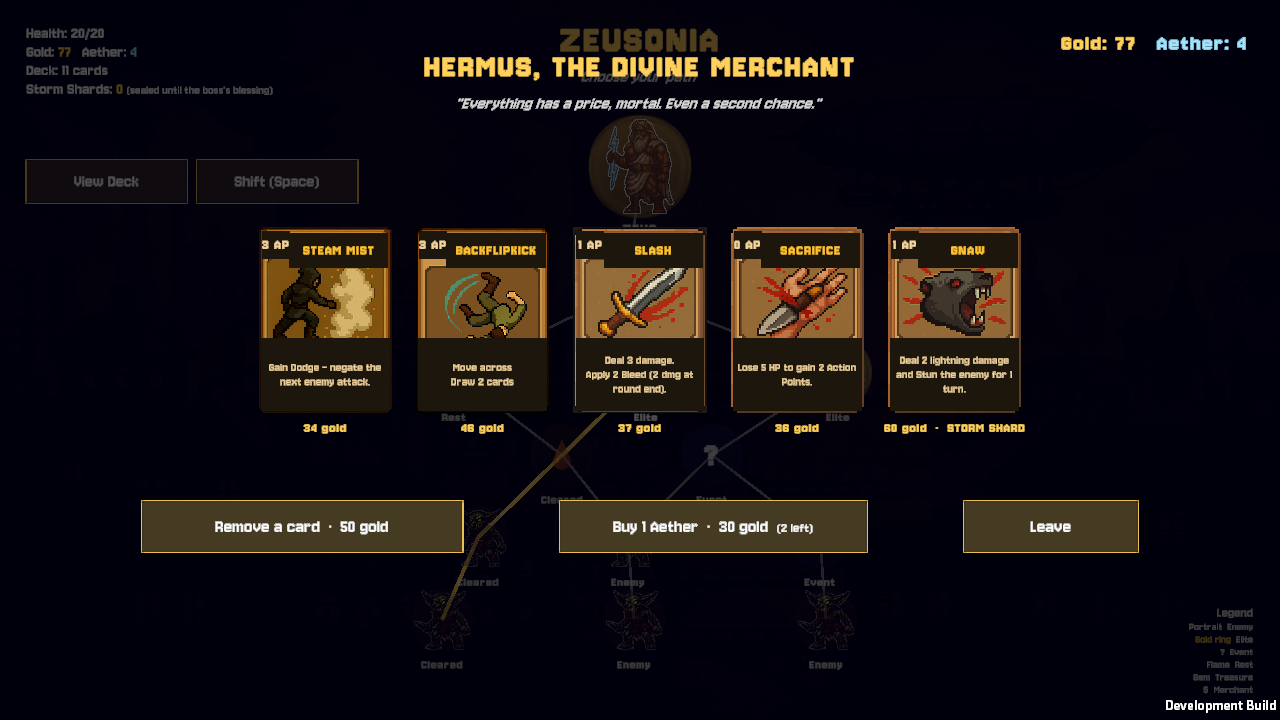 Health: 20/20
Gold: 77 Aether: 4
Deck: 11 cards
Storm Shards: 0 (sealed until the boss's blessing)
ZEUSONIA
choose your path
HERMUS, THE DIVINE MERCHANT
"Everything has a price, mortal. Even a second chance."
Gold: 77 Aether: 4
View Deck
Shift (Space)
3 AP STEAM MIST
Gain Dodge - negate the
next enemy attack.
34 gold
3 AP BACKFLIPKICK
Move across
Draw 2 cards
46 gold
1 AP SLASH
Deal 3 damage.
Apply 2 Bleed (2 dmg at
round end).
37 gold
0 AP SACRIFICE
Lose 5 HP to gain 2 Action
Points.
36 gold
1 AP GNAW
Deal 2 lightning damage
and Stun the enemy for 1
turn.
60 gold · STORM SHARD
Rest
Elite
Elite
?
Cleared
Event
Remove a card · 50 gold
Buy 1 Aether · 30 gold (2 left)
Leave
Cleared
Enemy
Event
Cleared
Enemy
Enemy
Legend
Portrait Enemy
Gold ring Elite
? Event
Flame Rest
Gem Treasure
$ Merchant
Development Build